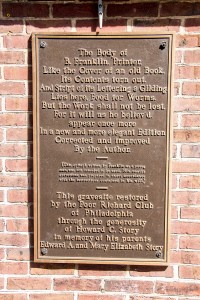 The Body of
B. Franklin Printer
Like the Cover of an old Book
Its Contents torn out,
And Stript of its Lettering & Gilding
Lies here, Food for Worms.
But the Work shall not be lost,
For it will as he believ'd
appear once more
In a new and more elegant Edition
Corrected and improved
By the Author.
This gravesite restored
by the Poor Richard Club
of Philadelphia
through the generosity
of Howard C. Story
in memory of his parents
Edward A. and Mary Elizabeth Story